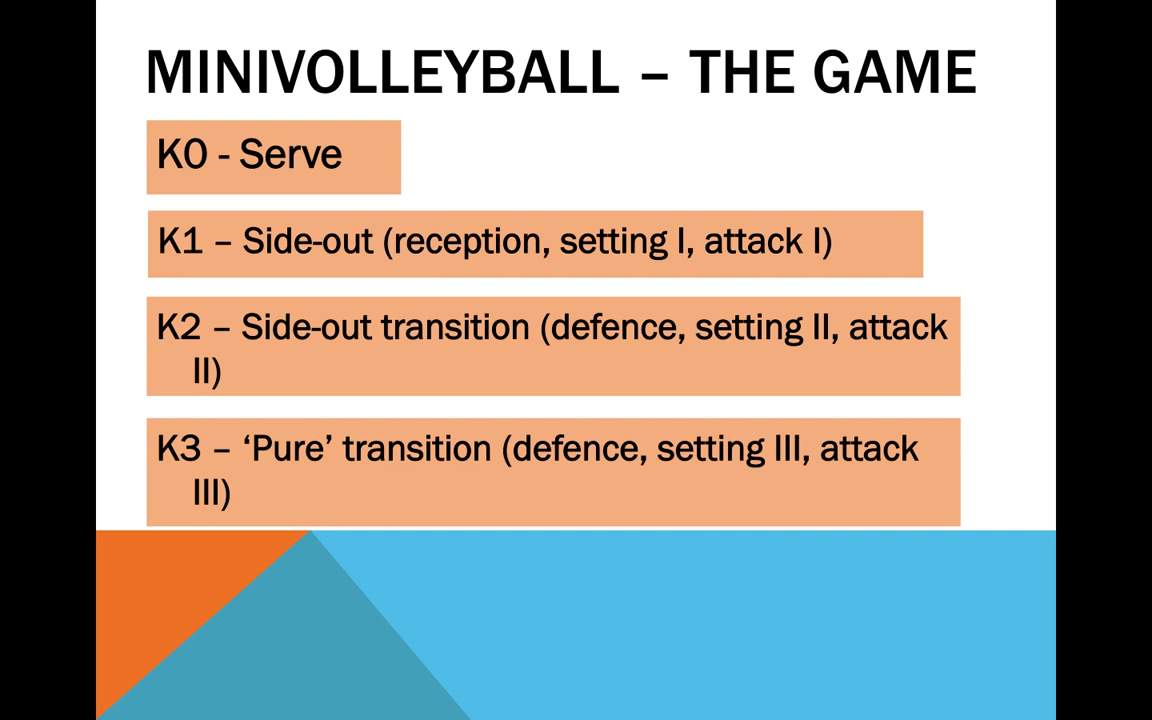 MINIVOLLEYBALL – THE GAME
K0 - Serve
K1 – Side-out (reception, setting I, attack I)
K2 – Side-out transition (defence, setting II, attack
II)
K3 – ‘Pure’ transition (defence, setting III, attack
III)